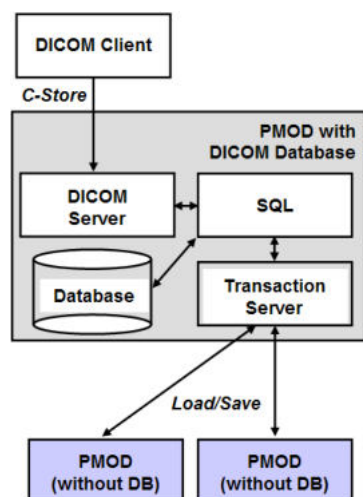 DICOM Client
C-Store
PMOD with
DICOM Database
DICOM
Server
SQL
Database
Transaction
Server
Load/Save
PMOD
(without DB)
PMOD
(without DB)